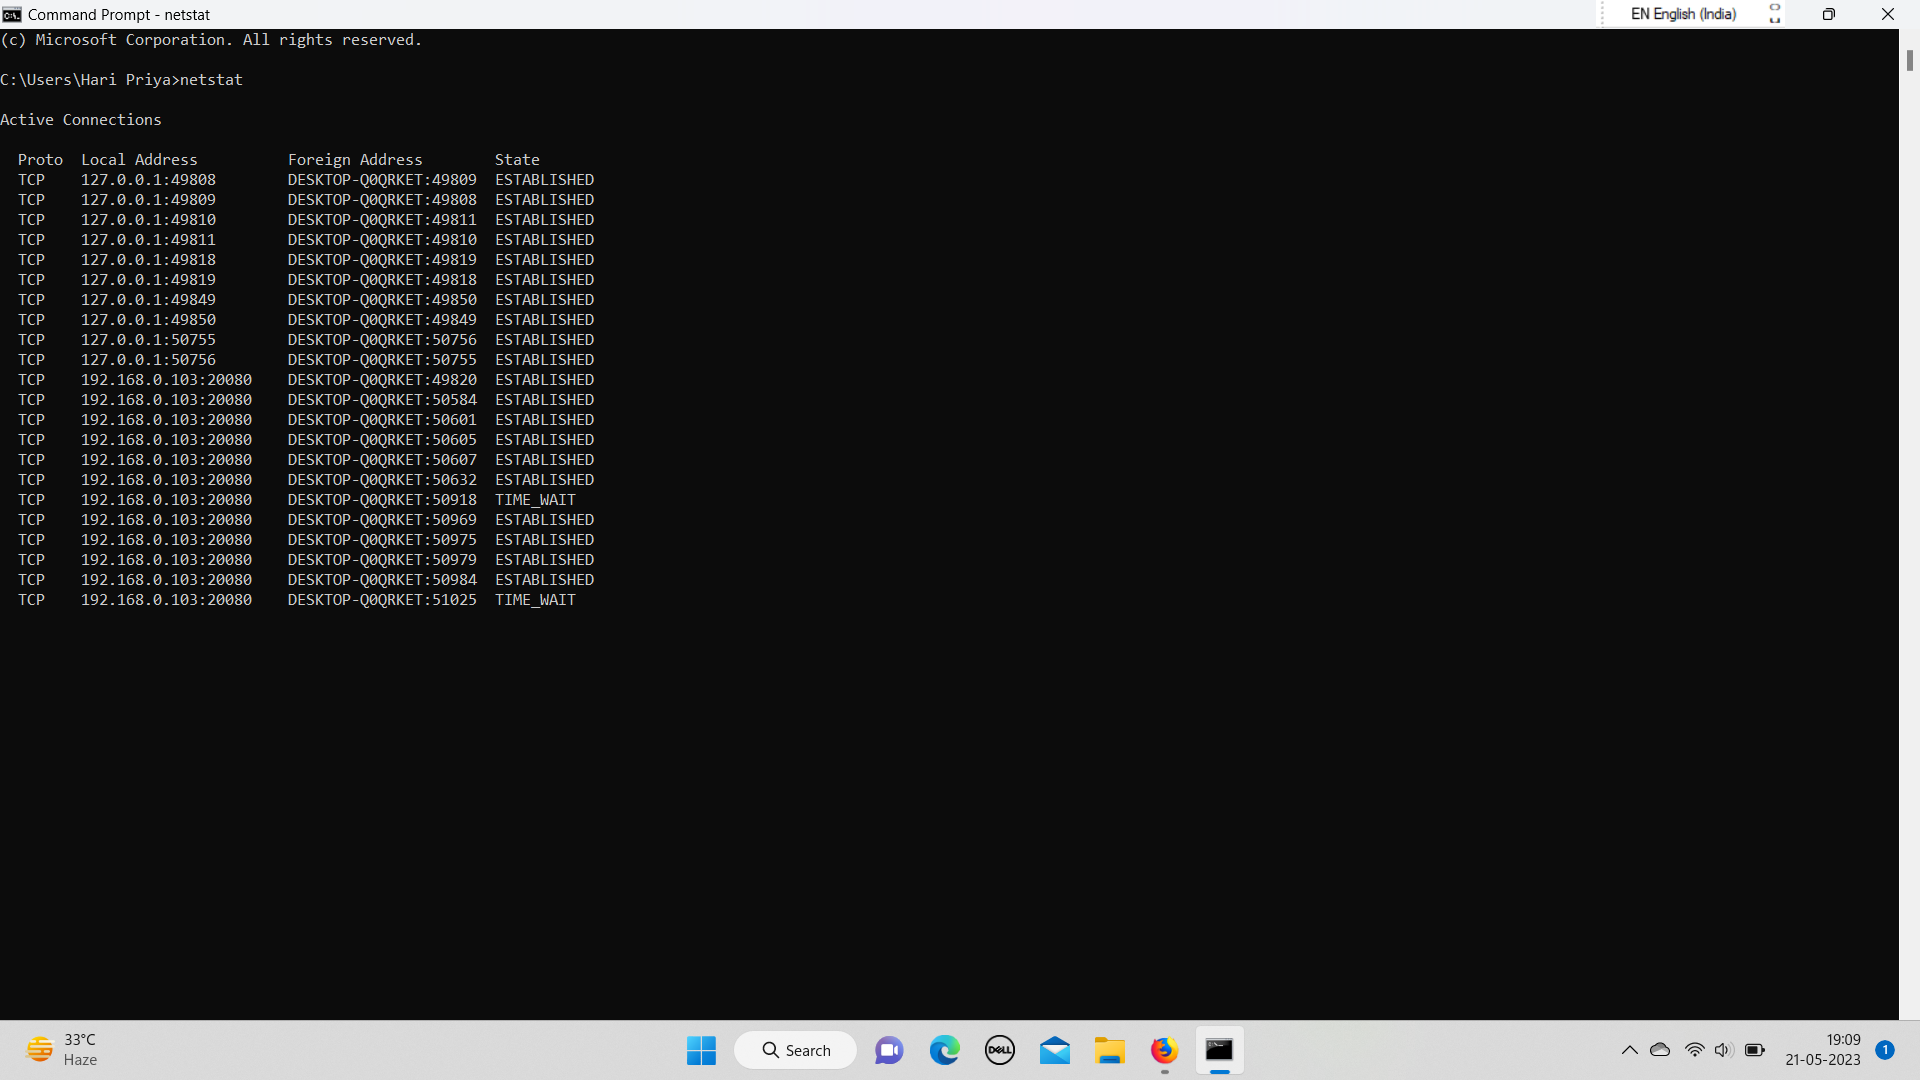 Command Prompt - netstat
EN English (India)
(c) Microsoft Corporation. All rights reserved.
C:\Users\Hari Priya>netstat
Active Connections
  Proto  Local Address          Foreign Address        State
  TCP    127.0.0.1:49808        DESKTOP-Q0QRKET:49809  ESTABLISHED
  TCP    127.0.0.1:49809        DESKTOP-Q0QRKET:49808  ESTABLISHED
  TCP    127.0.0.1:49810        DESKTOP-Q0QRKET:49811  ESTABLISHED
  TCP    127.0.0.1:49811        DESKTOP-Q0QRKET:49810  ESTABLISHED
  TCP    127.0.0.1:49818        DESKTOP-Q0QRKET:49819  ESTABLISHED
  TCP    127.0.0.1:49819        DESKTOP-Q0QRKET:49818  ESTABLISHED
  TCP    127.0.0.1:49849        DESKTOP-Q0QRKET:49850  ESTABLISHED
  TCP    127.0.0.1:49850        DESKTOP-Q0QRKET:49849  ESTABLISHED
  TCP    127.0.0.1:50755        DESKTOP-Q0QRKET:50756  ESTABLISHED
  TCP    127.0.0.1:50756        DESKTOP-Q0QRKET:50755  ESTABLISHED
  TCP    192.168.0.103:20080    DESKTOP-Q0QRKET:49820  ESTABLISHED
  TCP    192.168.0.103:20080    DESKTOP-Q0QRKET:50584  ESTABLISHED
  TCP    192.168.0.103:20080    DESKTOP-Q0QRKET:50601  ESTABLISHED
  TCP    192.168.0.103:20080    DESKTOP-Q0QRKET:50605  ESTABLISHED
  TCP    192.168.0.103:20080    DESKTOP-Q0QRKET:50607  ESTABLISHED
  TCP    192.168.0.103:20080    DESKTOP-Q0QRKET:50632  ESTABLISHED
  TCP    192.168.0.103:20080    DESKTOP-Q0QRKET:50918  TIME_WAIT
  TCP    192.168.0.103:20080    DESKTOP-Q0QRKET:50969  ESTABLISHED
  TCP    192.168.0.103:20080    DESKTOP-Q0QRKET:50975  ESTABLISHED
  TCP    192.168.0.103:20080    DESKTOP-Q0QRKET:50979  ESTABLISHED
  TCP    192.168.0.103:20080    DESKTOP-Q0QRKET:50984  ESTABLISHED
  TCP    192.168.0.103:20080    DESKTOP-Q0QRKET:51025  TIME_WAIT
33°C
Haze
Search
DELL
19:09
21-05-2023
1